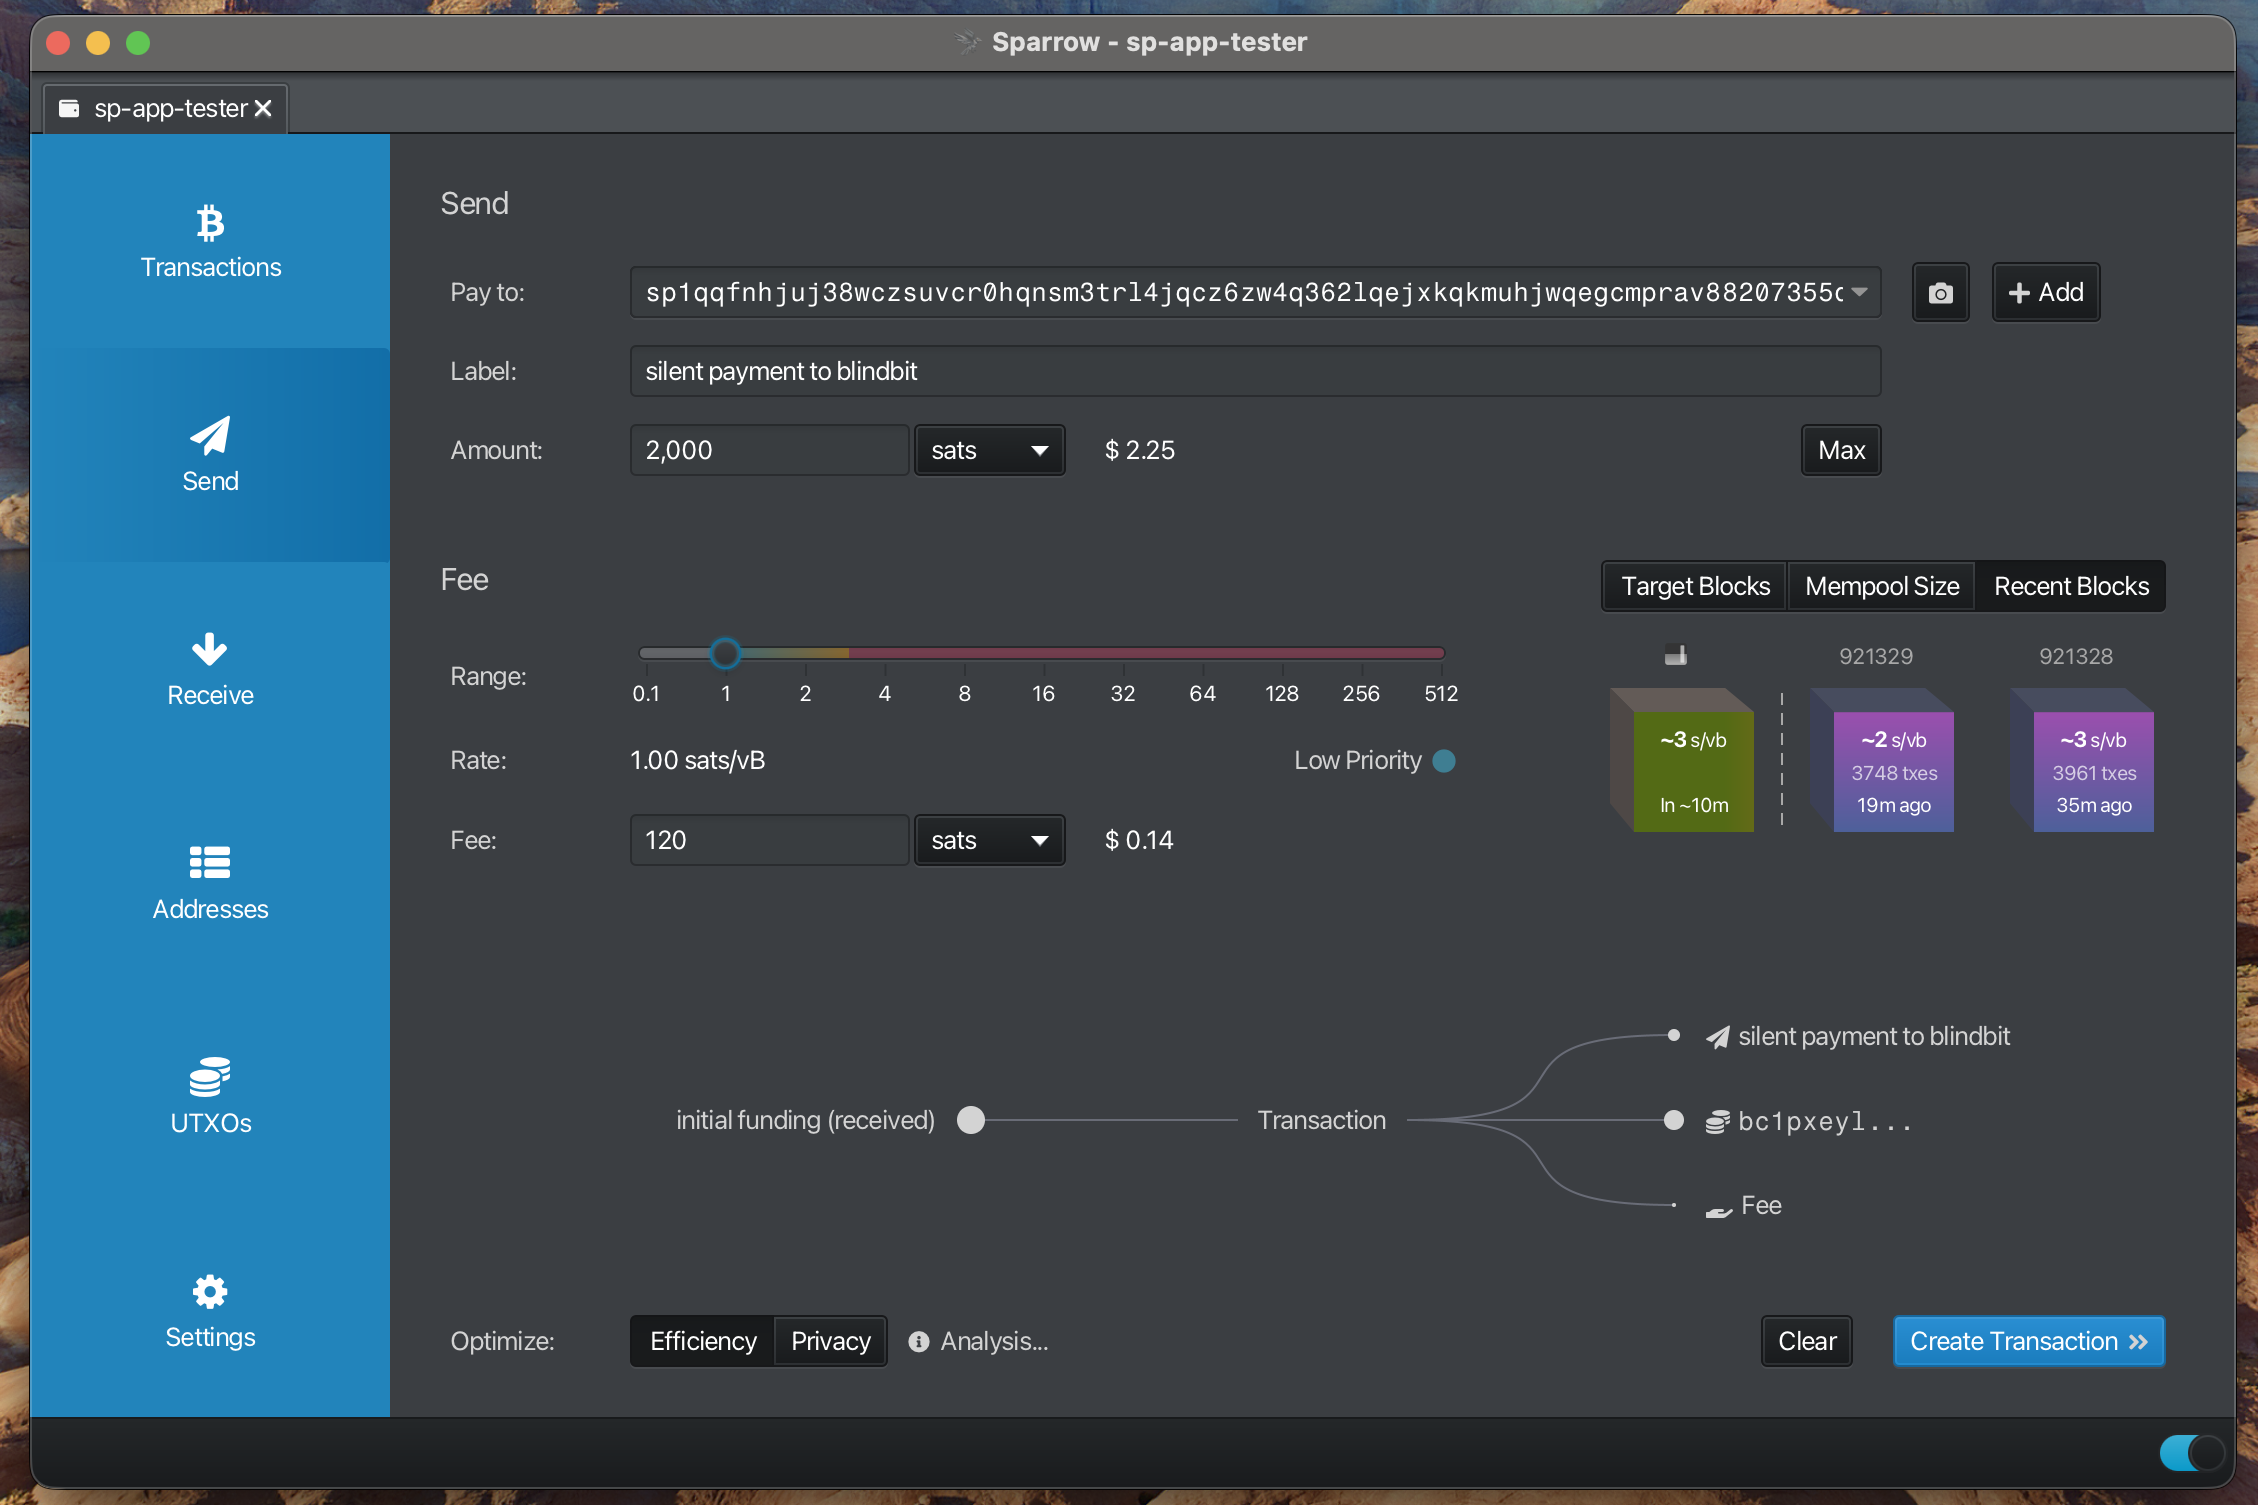 Sparrow - sp-app-tester
sp-app-tester
Transactions
Send
Receive
Addresses
UTXOs
Settings
Send
Pay to:
sp1qqfnhjuj38wczsuvcr0hqnsm3trl4jqcz6zw4q362lqejxkqkmuhjwqegcmprav88207355c
Add
Label:
silent payment to blindbit
Amount:
2,000
sats
$ 2.25
Max
Fee
Target Blocks
Mempool Size
Recent Blocks
Range:
0.1 1 2 4 8 16 32 64 128 256 512
Rate:
1.00 sats/vB
Low Priority
Fee:
120
sats
$ 0.14
~3 s/vb
In ~10m
921329
~2 s/vb
3748 txes
19m ago
921328
~3 s/vb
3961 txes
35m ago
initial funding (received)
Transaction
silent payment to blindbit
bc1pxeyl...
Fee
Optimize:
Efficiency
Privacy
Analysis...
Clear
Create Transaction »